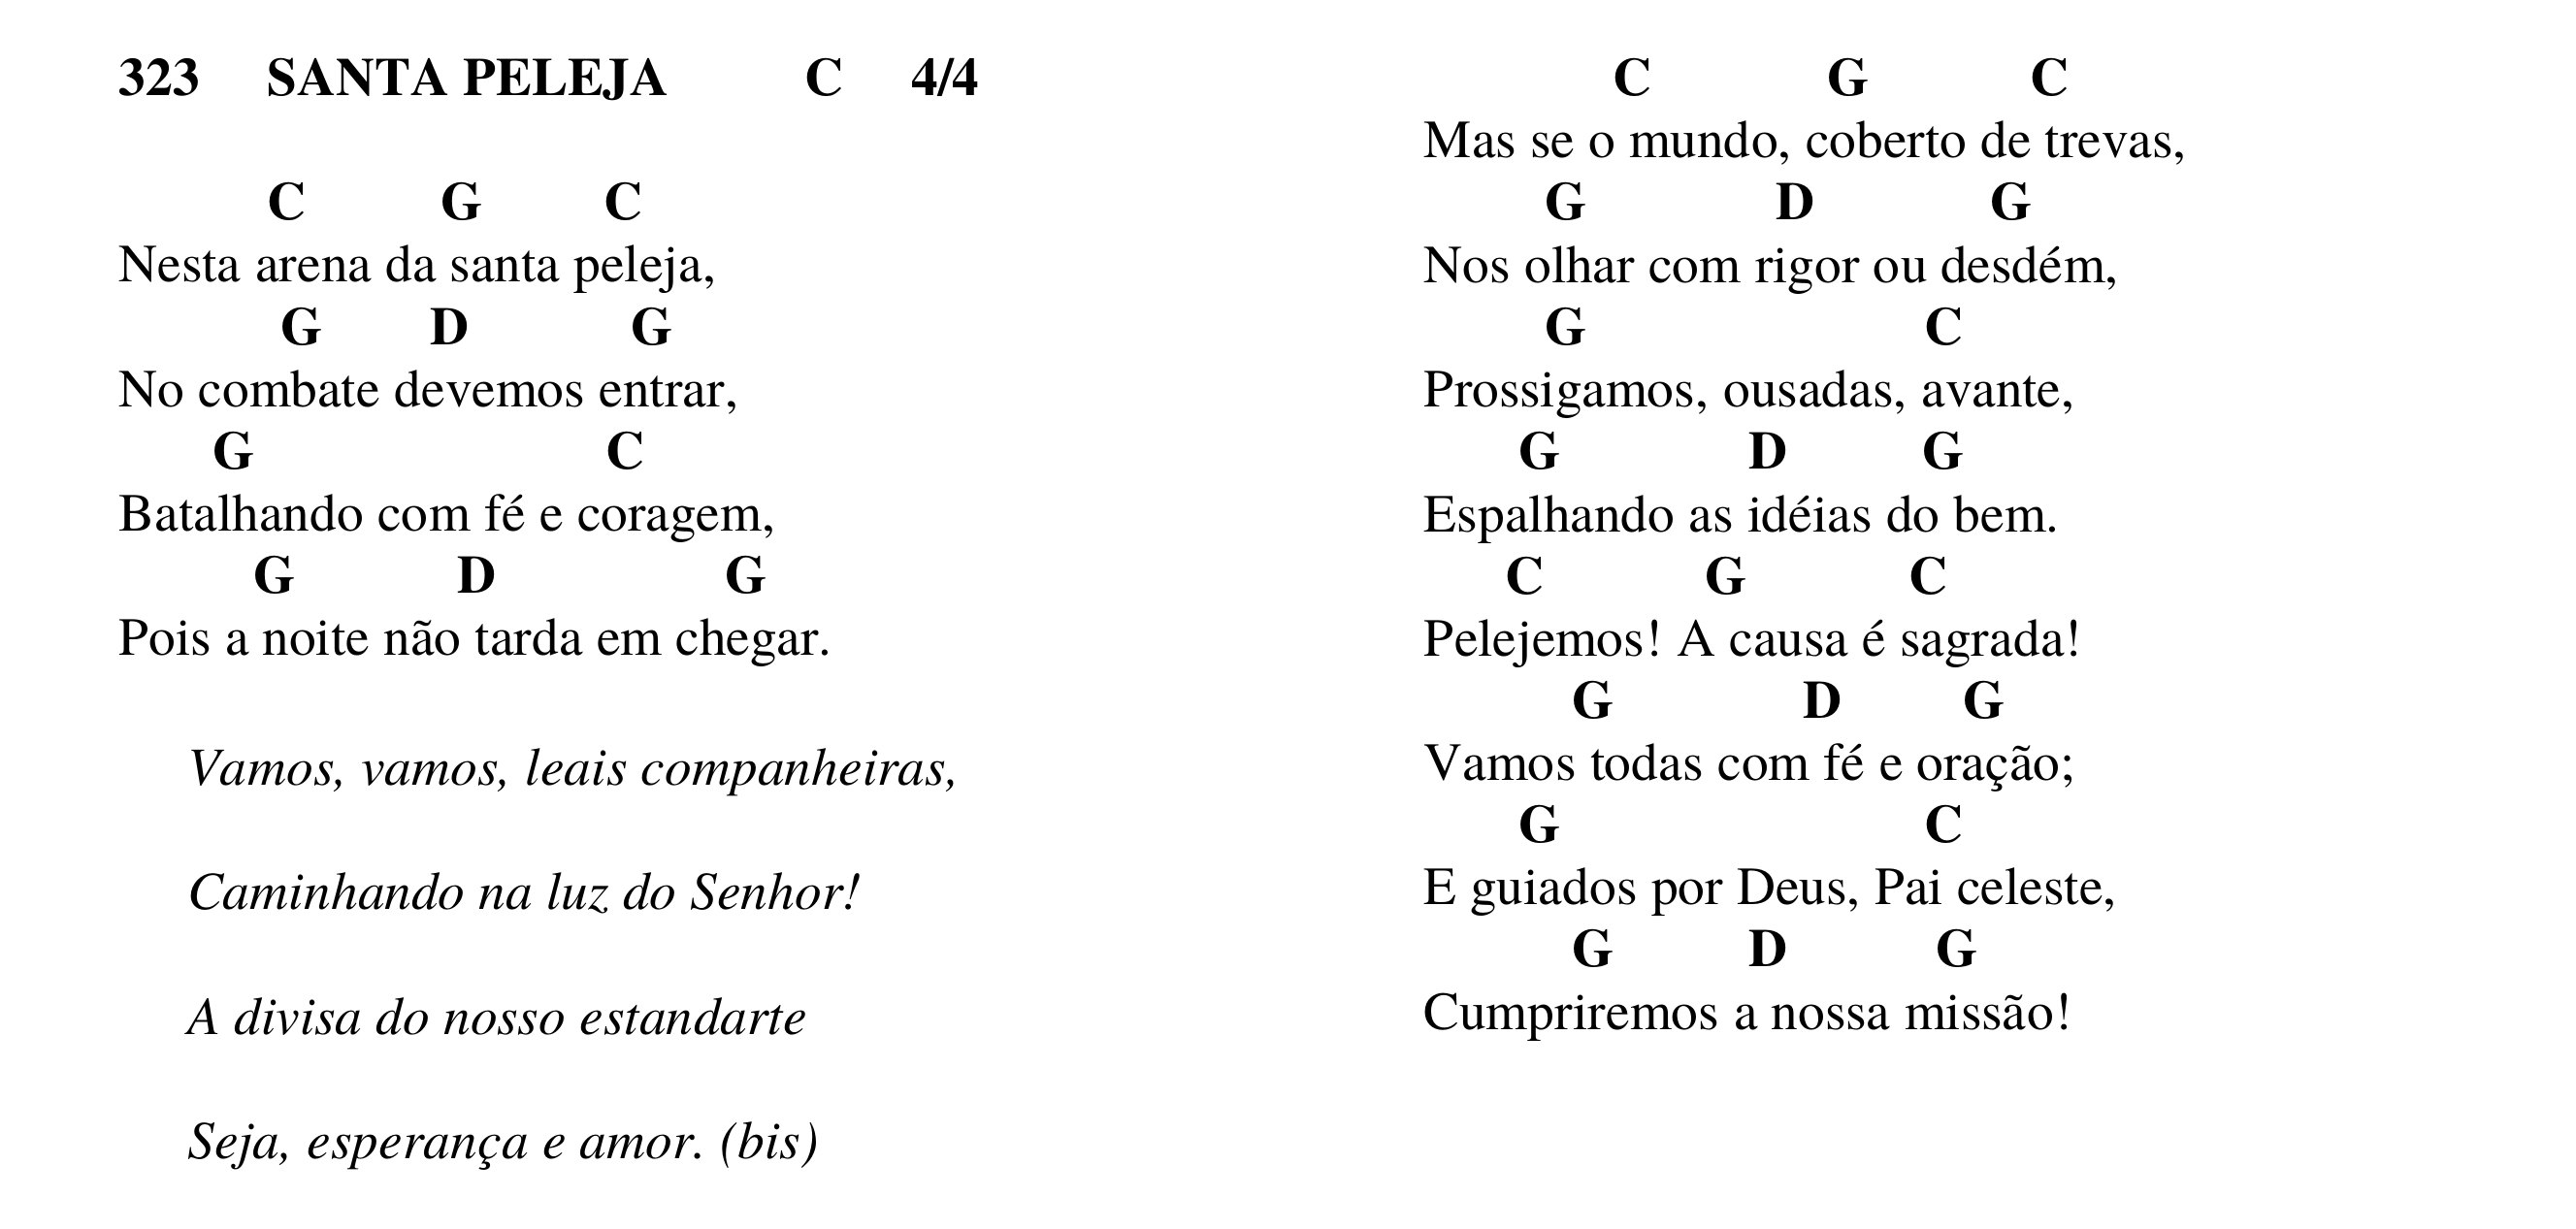 323 SANTA PELEJA C 4/4
C G C
Nesta arena da santa peleja,
G D G
No combate devemos entrar,
G C
Batalhando com fé e coragem,
G D G
Pois a noite não tarda em chegar.
Vamos, vamos, leais companheiras,
Caminhando na luz do Senhor!
A divisa do nosso estandarte
Seja, esperança e amor. (bis)
C G C
Mas se o mundo, coberto de trevas,
G D G
Nos olhar com rigor ou desdém,
G C
Prossigamos, ousadas, avante,
G D G
Espalhando as idéias do bem.
C G C
Pelejemos! A causa é sagrada!
G D G
Vamos todas com fé e oração;
G C
E guiados por Deus, Pai celeste,
G D G
Cumpriremos a nossa missão!